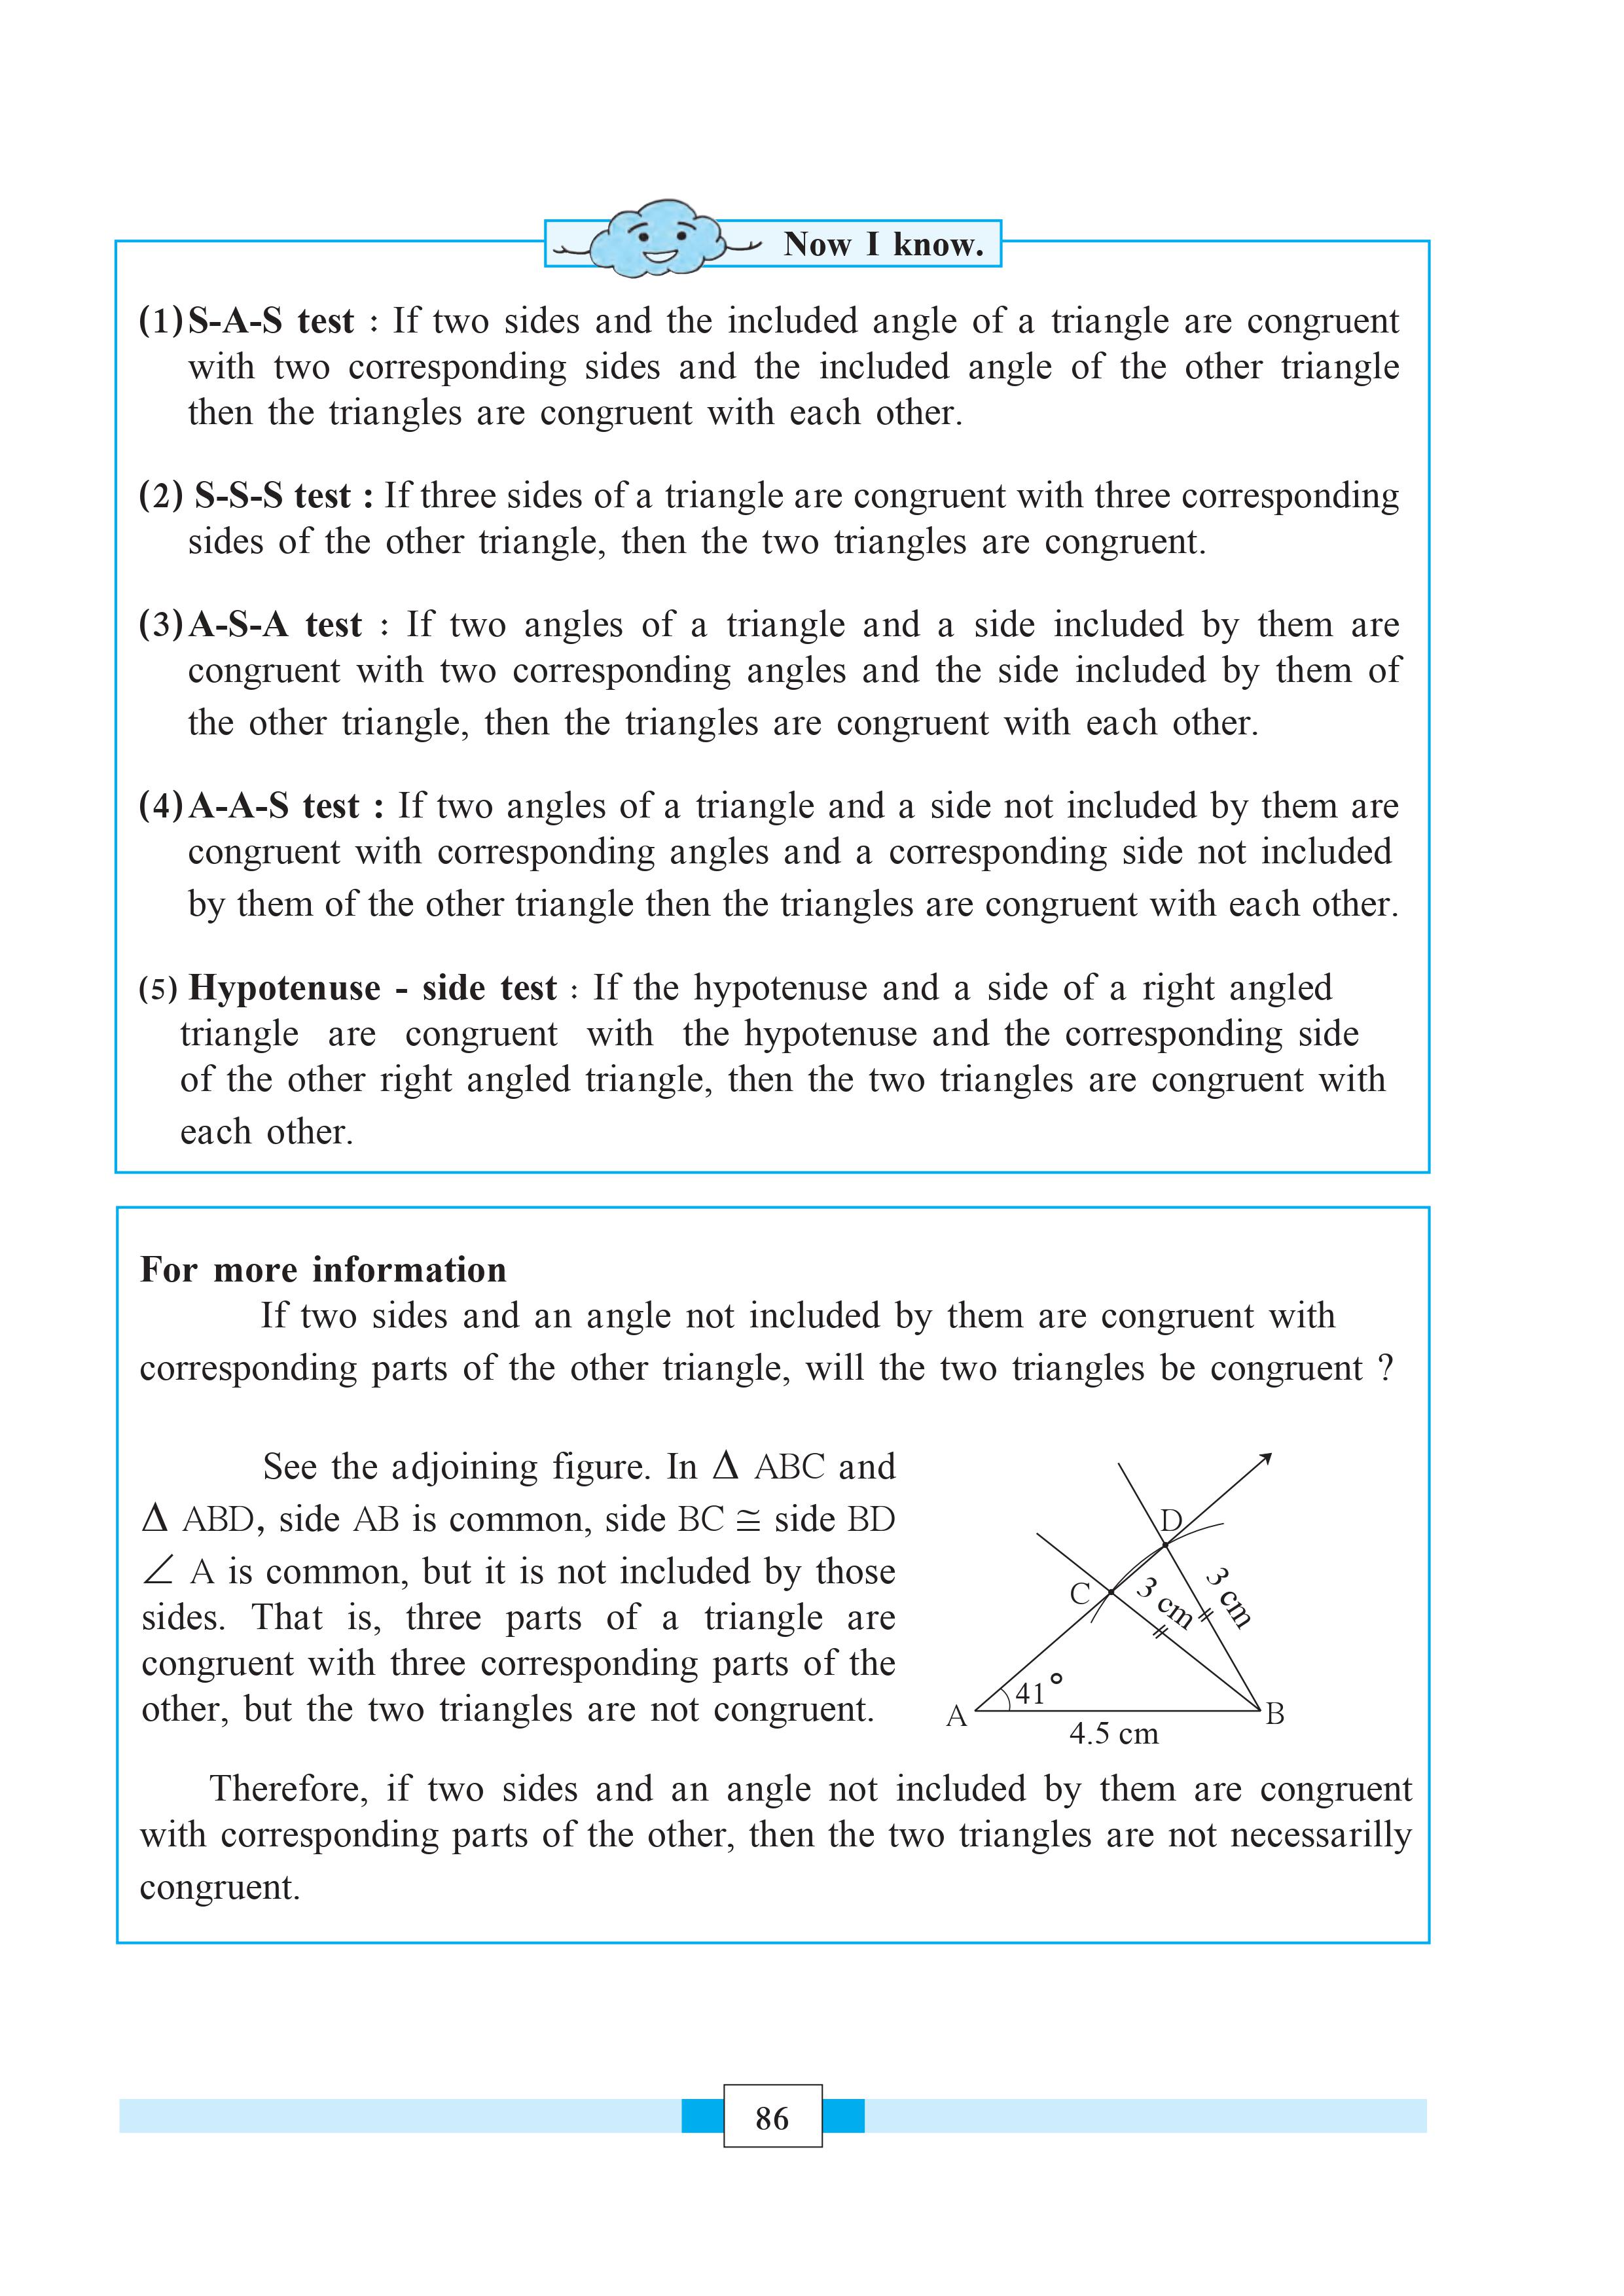 Now I know.
(1) S-A-S test : If two sides and the included angle of a triangle are congruent
with two corresponding sides and the included angle of the other triangle
then the triangles are congruent with each other.
(2) S-S-S test : If three sides of a triangle are congruent with three corresponding
sides of the other triangle, then the two triangles are congruent.
(3) A-S-A test : If two angles of a triangle and a side included by them are
congruent with two corresponding angles and the side included by them of
the other triangle, then the triangles are congruent with each other.
(4) A-A-S test : If two angles of a triangle and a side not included by them are
congruent with corresponding angles and a corresponding side not included
by them of the other triangle then the triangles are congruent with each other.
(5) Hypotenuse - side test : If the hypotenuse and a side of a right angled
triangle are congruent with the hypotenuse and the corresponding side
of the other right angled triangle, then the two triangles are congruent with
each other.
For more information
If two sides and an angle not included by them are congruent with
corresponding parts of the other triangle, will the two triangles be congruent ?
See the adjoining figure. In Δ ABC and
Δ ABD, side AB is common, side BC ≅ side BD
∠ A is common, but it is not included by those
sides. That is, three parts of a triangle are
congruent with three corresponding parts of the
other, but the two triangles are not congruent.
D
C
3 cm
3 cm
41°
A
B
4.5 cm
Therefore, if two sides and an angle not included by them are congruent
with corresponding parts of the other, then the two triangles are not necessarilly
congruent.
86